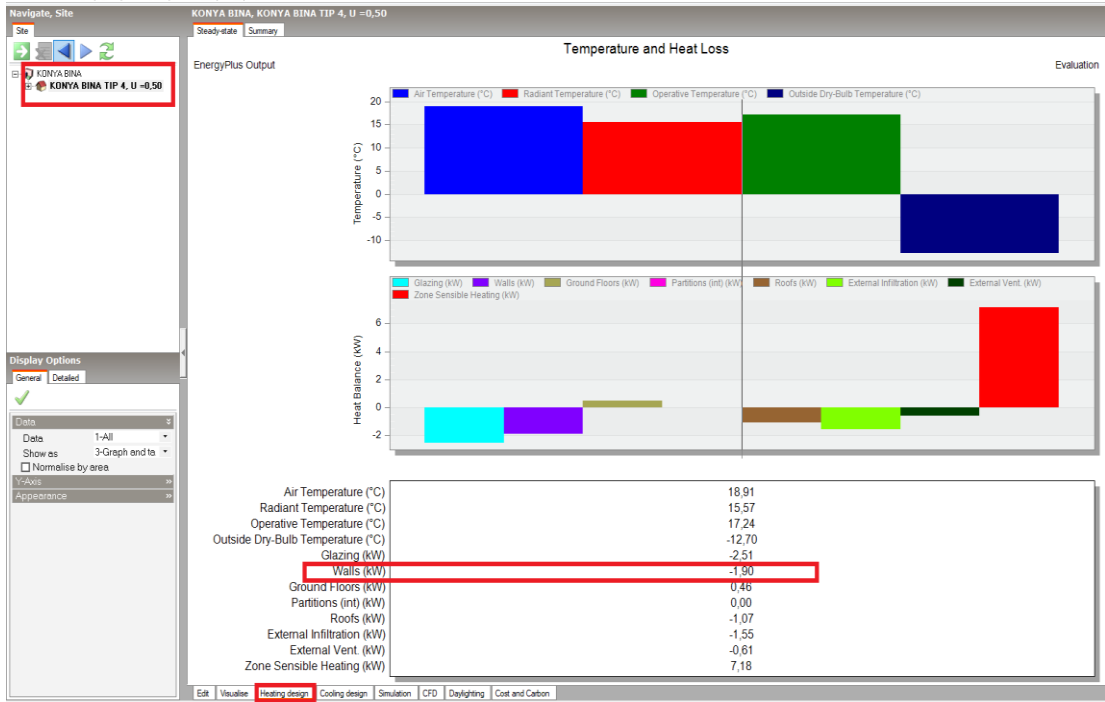 Navigate, Site
Site
KONYA BINA
KONYA BINA TIP 4, U =0,50
KONYA BINA, KONYA BINA TIP 4, U =0,50
Steady-state Summary
Temperature and Heat Loss
EnergyPlus Output Evaluation
Air Temperature (°C) Radiant Temperature (°C) Operative Temperature (°C) Outside Dry-Bulb Temperature (°C)
20
15
10
5
0
-5
-10
Temperature (°C)
Glazing (kW) Walls (kW) Ground Floors (kW) Partitions (int) (kW) Roofs (kW) External Infiltration (kW) External Vent. (kW)
Zone Sensible Heating (kW)
6
4
2
0
-2
Heat Balance (kW)
Air Temperature (°C) 18,91
Radiant Temperature (°C) 15,57
Operative Temperature (°C) 17,24
Outside Dry-Bulb Temperature (°C) -12,70
Glazing (kW) -2,51
Walls (kW) -1,90
Ground Floors (kW) 0,46
Partitions (int) (kW) 0,00
Roofs (kW) -1,07
External Infiltration (kW) -1,55
External Vent. (kW) -0,61
Zone Sensible Heating (kW) 7,18
Display Options
General Detailed
Data
Data 1-All
Show as 3-Graph and ta
Normalise by area
Y-Axis
Appearance
Edit Visualise Heating design Cooling design Simulation CFD Daylighting Cost and Carbon